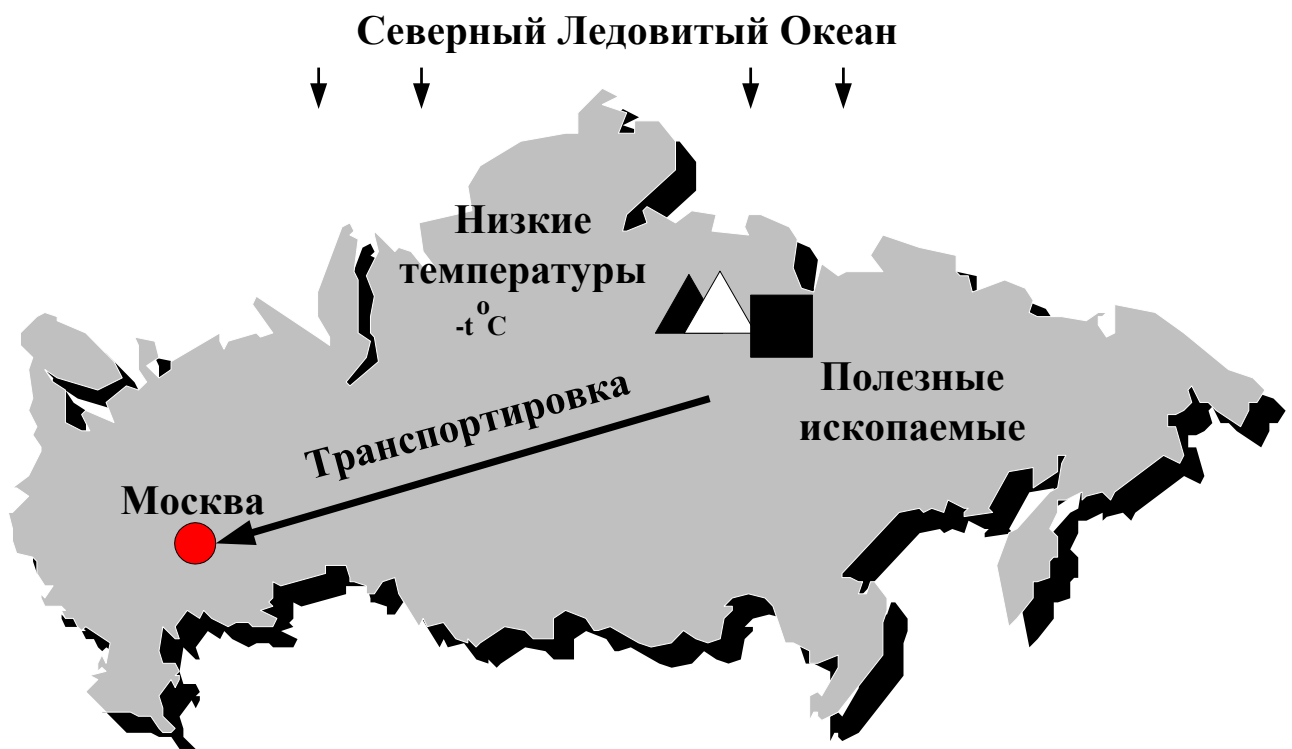 Северный Ледовитый Океан
Низкие
температуры
-t°C
Полезные
ископаемые
Транспортировка
Москва